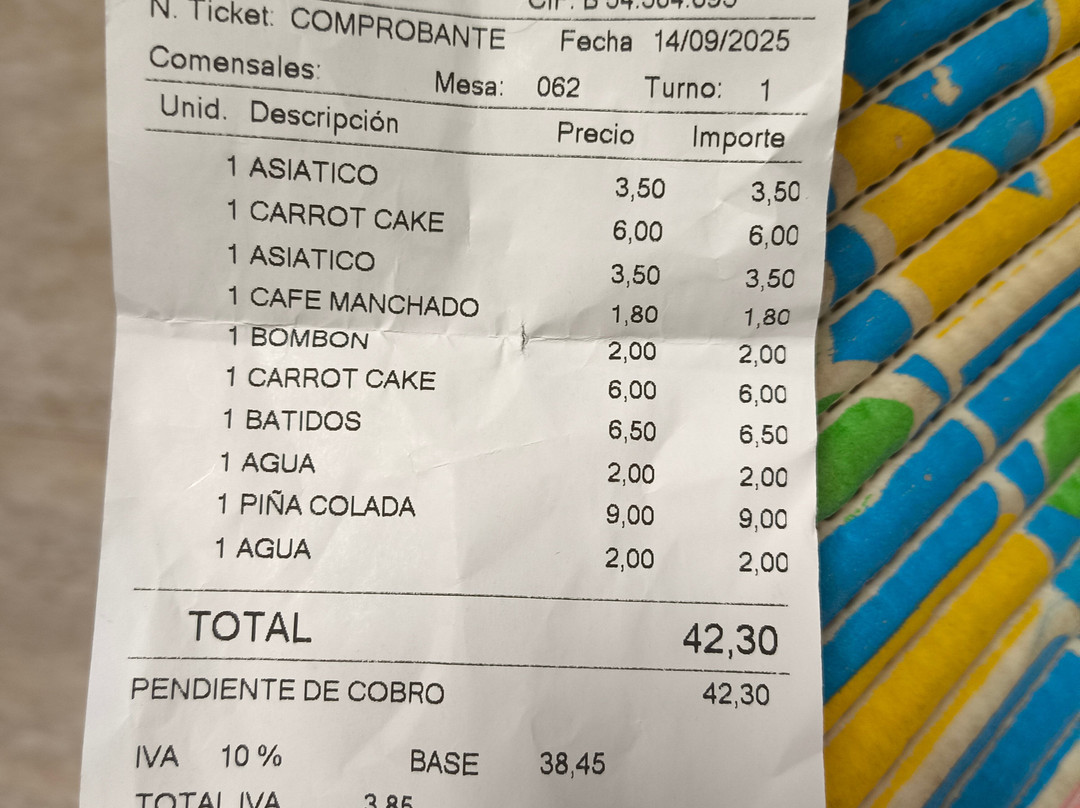 N. Ticket: COMPROBANTE Fecha 14/09/2025
Comensales: Mesa: 062 Turno: 1
Unid. Descripción Precio Importe
1 ASIATICO 3,50 3,50
1 CARROT CAKE 6,00 6,00
1 ASIATICO 3,50 3,50
1 CAFE MANCHADO 1,80 1,80
1 BOMBON 2,00 2,00
1 CARROT CAKE 6,00 6,00
1 BATIDOS 6,50 6,50
1 AGUA 2,00 2,00
1 PIÑA COLADA 9,00 9,00
1 AGUA 2,00 2,00
TOTAL 42,30
PENDIENTE DE COBRO 42,30
IVA 10 % BASE 38,45
TOTAL IVA 3,85